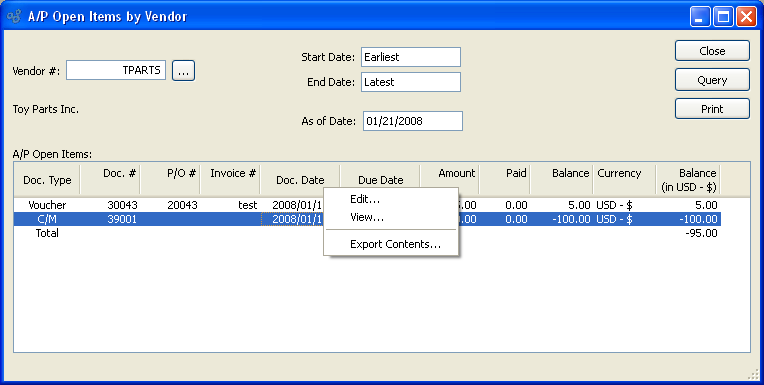 A/P Open Items by Vendor
Vendor #: TPARTS ...
Start Date: Earliest
End Date: Latest
As of Date: 01/21/2008
Close
Query
Print
Toy Parts Inc.
A/P Open Items:
Doc. Type Doc. # P/O # Invoice # Doc. Date Due Date Amount Paid Balance Currency Balance (in USD - $)
Voucher 30043 20043 test 2008/01/1 5.00 0.00 5.00 USD - $ 5.00
C/M 39001 2008/01/1 0.00 -100.00 USD - $ -100.00
Total -95.00
Edit...
View...
Export Contents...